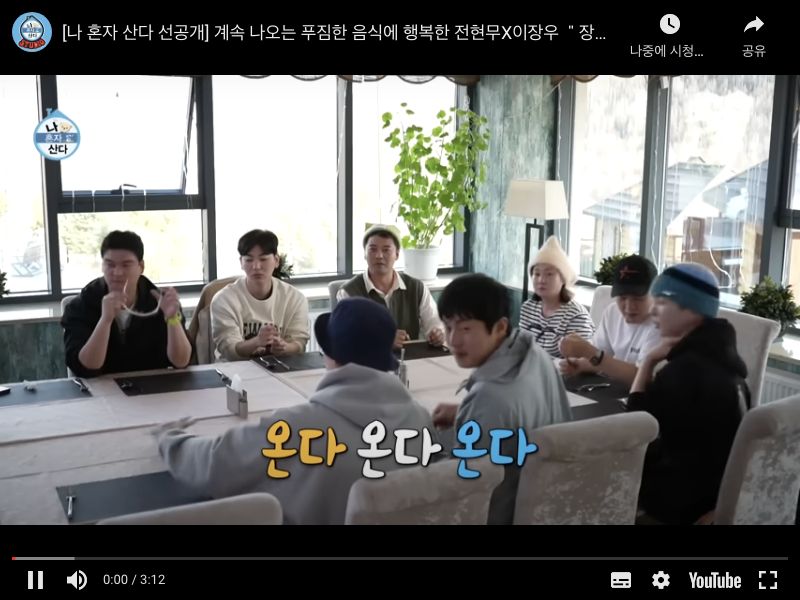 [나 혼자 산다 선공개] 계속 나오는 푸짐한 음식에 행복한 전현무X이장우 ＂장...
나중에 시청...
공유
나
혼자
산다
온다 온다 온다
0:00 / 3:12
YouTube